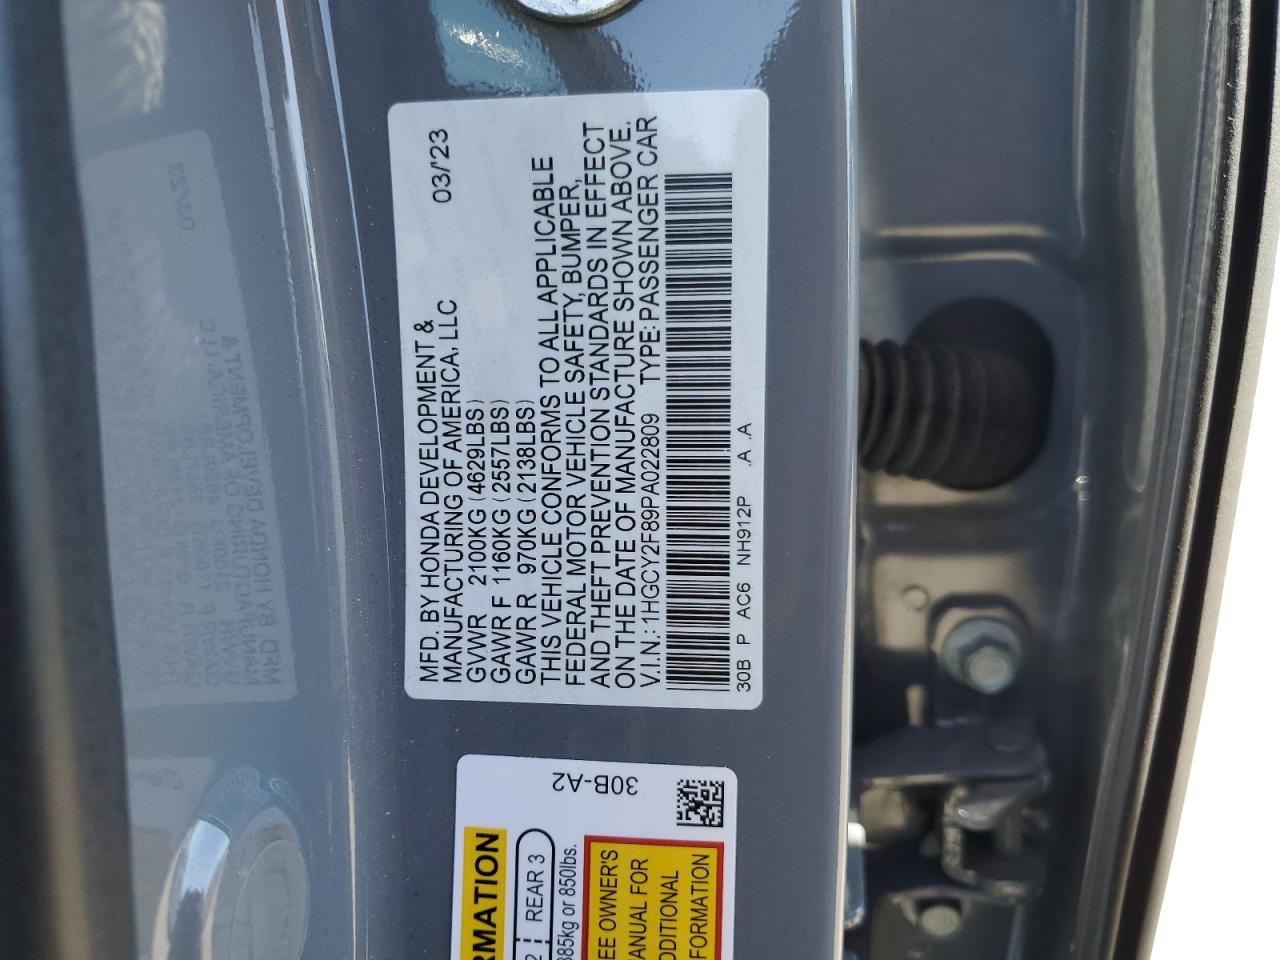 MFD. BY HONDA DEVELOPMENT & 03/'23
MANUFACTURING OF AMERICA, LLC
GVWR 2100KG (4629LBS)
GAWR F 1160KG (2557LBS)
GAWR R 970KG (2138LBS)
THIS VEHICLE CONFORMS TO ALL APPLICABLE
FEDERAL MOTOR VEHICLE SAFETY, BUMPER,
AND THEFT PREVENTION STANDARDS IN EFFECT
ON THE DATE OF MANUFACTURE SHOWN ABOVE.
V.I.N.: 1HGCY2F89PA022809 TYPE: PASSENGER CAR
30B P AC6 NH912P .A .A
30B-A2
RMATION
2 REAR 3
385kg or 850lbs.
EE OWNER'S
ANUAL FOR
DDITIONAL
FORMATION